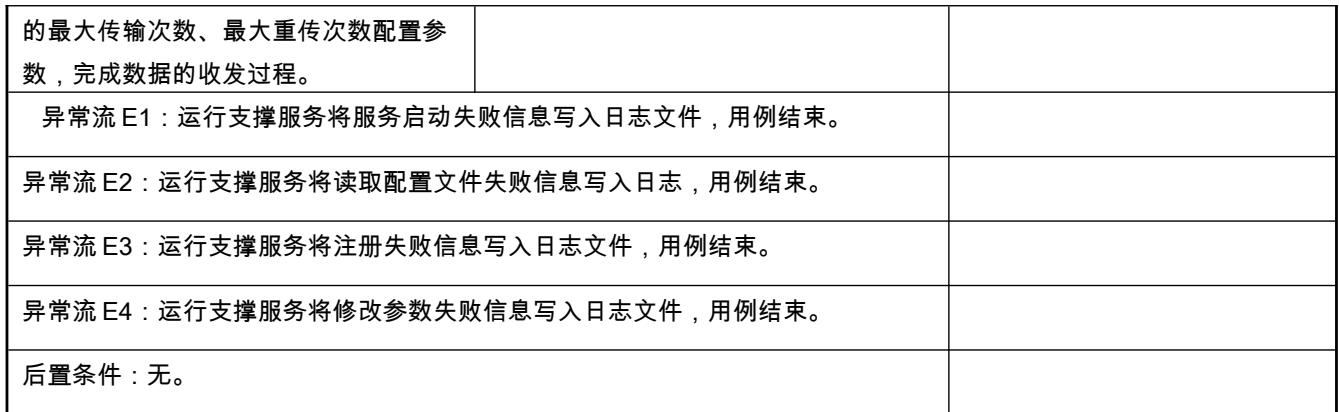 的最大传输次数、最大重传次数配置参
数，完成数据的收发过程。
异常流 E1：运行支撑服务将服务启动失败信息写入日志文件，用例结束。
异常流 E2：运行支撑服务将读取配置文件失败信息写入日志，用例结束。
异常流 E3：运行支撑服务将注册失败信息写入日志文件，用例结束。
异常流 E4：运行支撑服务将修改参数失败信息写入日志文件，用例结束。
后置条件：无。